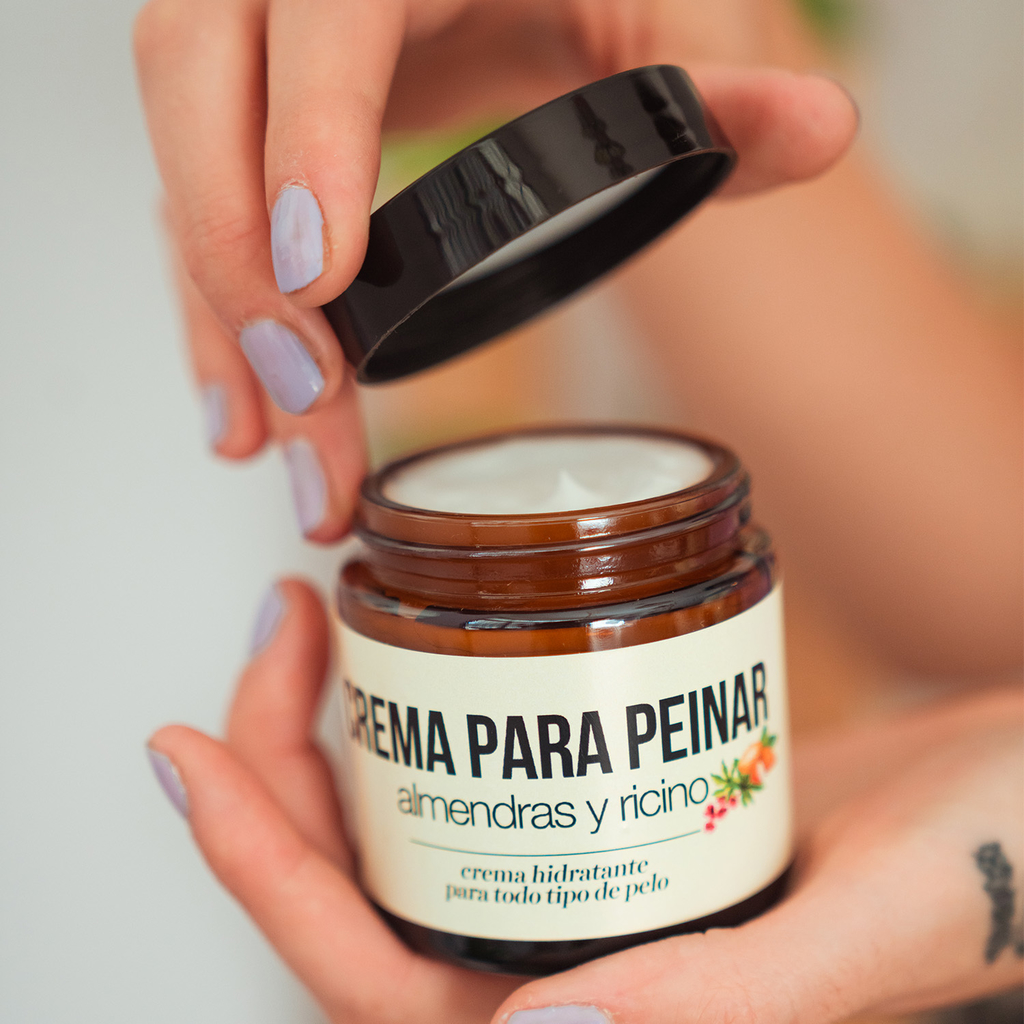 CREMA PARA PEINAR
almendras y ricino
crema hidratante
para todo tipo de pelo